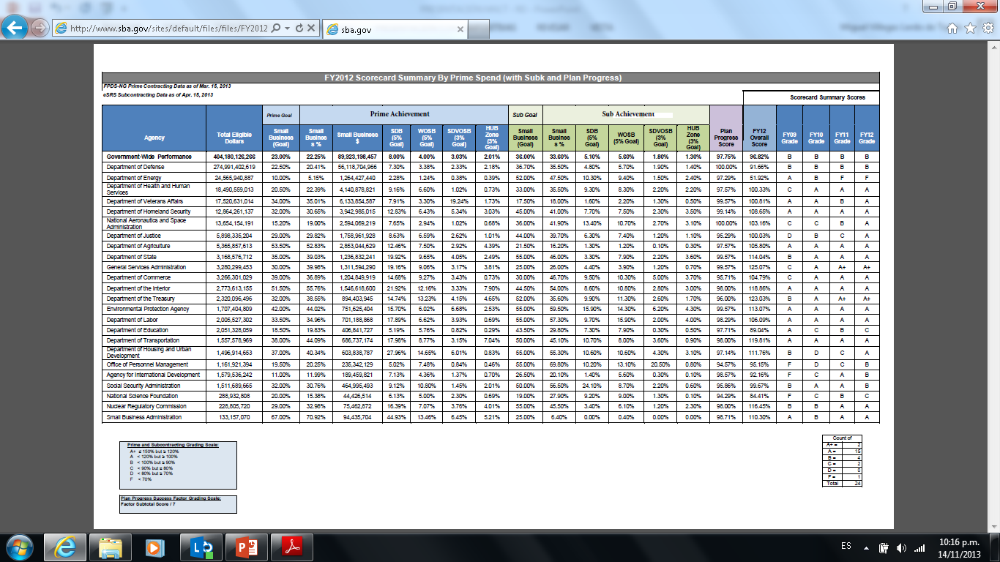 http://www.sba.gov/sites/default/files/files/FY2012
sba.gov
FY2012 Scorecard Summary By Prime Spend (with Subk and Plan Progress)
FPDS-NG Prime Contracting Data as of Mar. 15, 2013
eSRS Subcontracting Data as of Apr. 15, 2013
Scorecard Summary Scores
Prime Goal Prime Achievement Sub Goal Sub Achievement
Agency Total Eligible Dollars Small Business (Goal) Small Busines s % Small Business $ SDB (5% Goal) WOSB (5% Goal) SDVOSB (3% Goal) HUB Zone (3% Goal) Small Business (Goal) Small Busines s % SDB (5% Goal) WOSB (5% Goal) SDVOSB (3% Goal) HUB Zone (3% Goal) Plan Progress Score FY12 Overall Score FY09 Grade FY10 Grade FY11 Grade FY12 Grade
Government-Wide Performance 404,180,126,266 23.00% 22.25% 89,923,198,457 8.00% 4.00% 3.03% 2.01% 36.00% 33.60% 5.10% 5.60% 1.80% 1.30% 97.75% 96.82% B B B B
Department of Defense 274,991,402,619 22.50% 20.41% 56,118,704,966 7.30% 3.38% 2.33% 2.18% 36.70% 35.50% 4.80% 5.70% 1.90% 1.40% 100.00% 91.66% B B B B
Department of Energy 24,565,940,887 10.00% 5.15% 1,264,427,440 2.28% 1.24% 0.38% 0.39% 52.00% 47.50% 10.30% 9.40% 1.50% 2.40% 97.29% 51.92% A B F F
Department of Health and Human Services 18,490,559,013 20.50% 22.39% 4,140,878,821 9.16% 6.60% 1.02% 0.73% 33.00% 35.50% 9.30% 8.30% 2.20% 2.20% 97.57% 100.33% C A A A
Department of Veterans Affairs 17,520,631,014 34.00% 35.01% 6,133,854,587 7.91% 3.30% 19.24% 1.73% 17.50% 18.00% 1.60% 2.20% 1.30% 0.50% 99.57% 100.81% A A B A
Department of Homeland Security 12,864,261,137 32.00% 30.65% 3,942,985,015 12.83% 6.43% 5.34% 3.03% 45.00% 41.00% 7.70% 7.50% 2.30% 3.50% 99.14% 108.65% A A A A
National Aeronautics and Space Administration 13,654,154,191 15.20% 19.00% 2,594,069,219 7.65% 2.94% 1.02% 0.68% 36.00% 41.90% 13.40% 10.70% 2.70% 3.10% 100.00% 103.16% C C B A
Department of Justice 5,898,335,204 29.00% 29.82% 1,758,961,928 8.63% 6.59% 2.62% 1.01% 44.00% 39.70% 6.30% 7.40% 1.20% 1.10% 95.29% 100.03% D B C A
Department of Agriculture 5,365,857,613 53.50% 52.83% 2,853,044,629 12.46% 7.50% 2.92% 4.39% 21.50% 16.20% 1.30% 1.20% 0.10% 0.30% 97.57% 105.80% A A A A
Department of State 3,168,576,712 35.00% 39.03% 1,236,832,241 19.92% 9.65% 4.05% 2.49% 55.00% 46.00% 3.30% 7.90% 2.20% 3.60% 99.57% 114.04% B A A A
General Services Administration 3,280,299,453 30.00% 39.98% 1,311,594,290 19.16% 9.06% 3.17% 3.81% 25.00% 26.00% 4.40% 3.90% 1.20% 0.70% 99.57% 125.07% C A A+ A+
Department of Commerce 3,266,301,029 39.00% 36.89% 1,204,849,919 14.68% 9.27% 3.43% 0.73% 30.00% 46.70% 9.50% 10.30% 5.00% 3.70% 95.71% 104.79% C A A A
Department of the Interior 2,773,613,155 51.50% 55.76% 1,546,618,600 21.92% 12.16% 3.33% 7.90% 44.50% 54.00% 8.60% 10.80% 2.80% 3.00% 98.00% 118.86% A A A A
Department of the Treasury 2,320,096,496 32.00% 38.55% 894,403,945 14.74% 13.23% 4.15% 4.65% 52.00% 35.60% 9.90% 11.30% 2.60% 1.70% 96.00% 123.03% B A A+ A+
Environmental Protection Agency 1,707,404,809 42.00% 44.02% 751,625,404 15.70% 6.02% 6.68% 2.53% 55.00% 59.50% 15.90% 14.30% 6.20% 4.30% 99.57% 113.07% A A A A
Department of Labor 2,005,527,302 33.50% 34.96% 701,188,868 17.89% 6.62% 3.93% 0.69% 55.00% 57.30% 9.70% 15.90% 2.00% 4.00% 98.29% 106.09% A A A A
Department of Education 2,051,328,059 18.50% 19.83% 406,841,727 5.19% 5.76% 0.82% 0.29% 43.50% 29.80% 7.30% 7.90% 0.30% 0.50% 97.71% 89.04% A C B C
Department of Transportation 1,557,578,969 38.00% 44.09% 686,737,174 17.98% 8.77% 3.15% 7.04% 50.00% 45.10% 10.70% 8.00% 3.60% 0.90% 98.00% 119.81% A A A A
Department of Housing and Urban Development 1,496,914,653 37.00% 40.34% 603,838,787 27.96% 14.65% 6.01% 0.83% 55.00% 55.30% 10.60% 10.60% 4.30% 3.10% 97.14% 111.76% B D C A
Office of Personnel Management 1,161,921,394 19.50% 20.25% 235,342,129 5.02% 7.48% 0.84% 0.46% 55.00% 69.80% 10.20% 13.10% 20.50% 0.80% 94.57% 95.15% F D C B
Agency for International Development 1,579,536,242 11.00% 11.99% 189,459,821 7.13% 4.36% 1.37% 0.70% 26.50% 20.10% 1.40% 5.60% 0.30% 0.10% 98.57% 92.16% F C A B
Social Security Administration 1,511,689,665 32.00% 30.76% 464,995,493 9.12% 10.80% 1.45% 2.01% 50.00% 56.50% 24.10% 8.70% 2.20% 0.60% 95.86% 99.67% B A A B
National Science Foundation 288,932,808 20.00% 15.38% 44,426,514 6.13% 5.00% 2.30% 0.69% 19.00% 27.90% 9.20% 9.00% 1.30% 0.10% 94.29% 84.41% F C B C
Nuclear Regulatory Commission 228,805,720 29.00% 32.98% 75,462,872 16.39% 7.07% 3.76% 4.01% 55.00% 45.50% 3.40% 6.10% 1.20% 2.30% 98.00% 116.45% B B A A
Small Business Administration 133,157,070 67.00% 70.92% 94,435,704 44.93% 13.46% 6.45% 5.21% 25.00% 6.40% 0.00% 0.40% 0.00% 0.00% 98.71% 110.30% A B A A
Prime and Subcontracting Grading Scale:
A+ ≤ 150% but ≥ 120%
A < 120% but ≥ 100%
B < 100% but ≥ 90%
C < 90% but ≥ 80%
D < 80% but ≥ 70%
F < 70%
Plan Progress Success Factor Grading Scale:
Factor Subtotal Score / 7
Count of
A+ = 2
A = 15
B = 4
C = 2
D = 0
F = 1
Total 24
ES
10:16 p.m.
14/11/2013